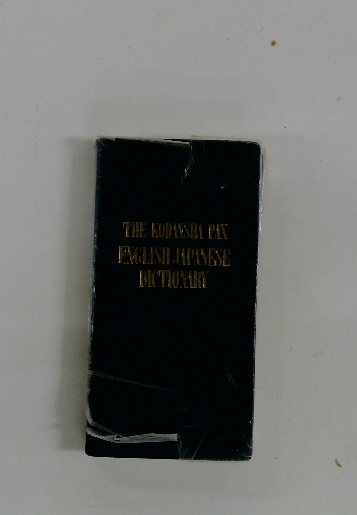 THE KODANSHA PAX
ENGLISH-JAPANESE
DICTIONARY